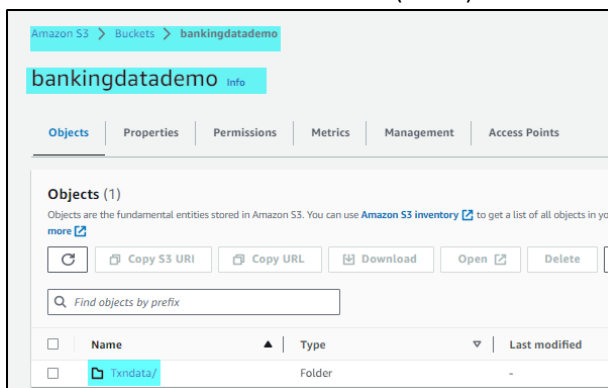 Amazon S3 > Buckets > bankingdatademo
bankingdatademo Info
Objects Properties Permissions Metrics Management Access Points
Objects (1)
Objects are the fundamental entities stored in Amazon S3. You can use Amazon S3 inventory to get a list of all objects in yo
more
Copy S3 URI Copy URL Download Open Delete
Find objects by prefix
Name Type Last modified
Txndata/ Folder -